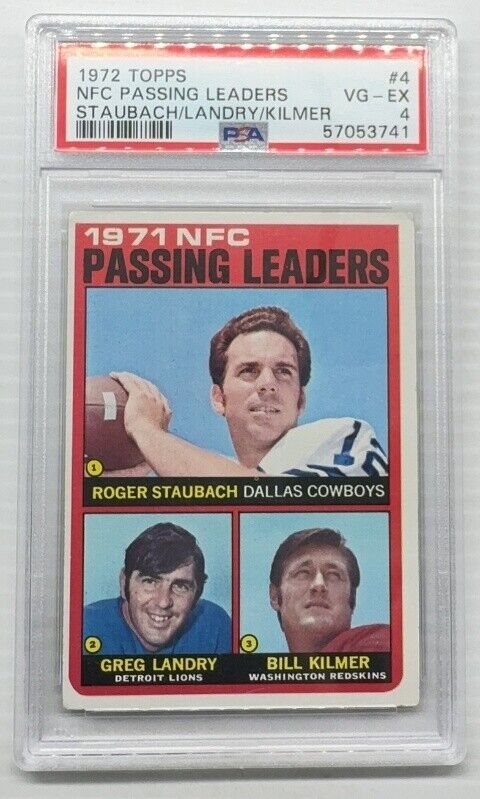 1972 TOPPS #4
NFC PASSING LEADERS VG-EX
STAUBACH/LANDRY/KILMER 4
PSA 57053741
1971 NFC
PASSING LEADERS
1
ROGER STAUBACH DALLAS COWBOYS
2
GREG LANDRY
DETROIT LIONS
3
BILL KILMER
WASHINGTON REDSKINS